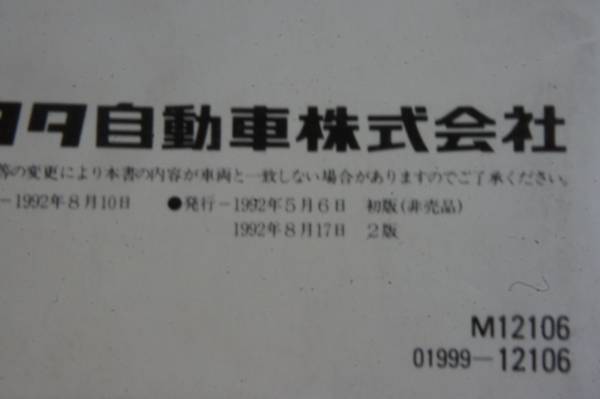 ヨタ自動車株式会社
等の変更により本書の内容が車両と一致しない場合がありますのでご了承ください。
−1992年8月10日 ●発行−1992年5月6日 初版(非売品)
1992年8月17日 2版
M12106
01999−12106